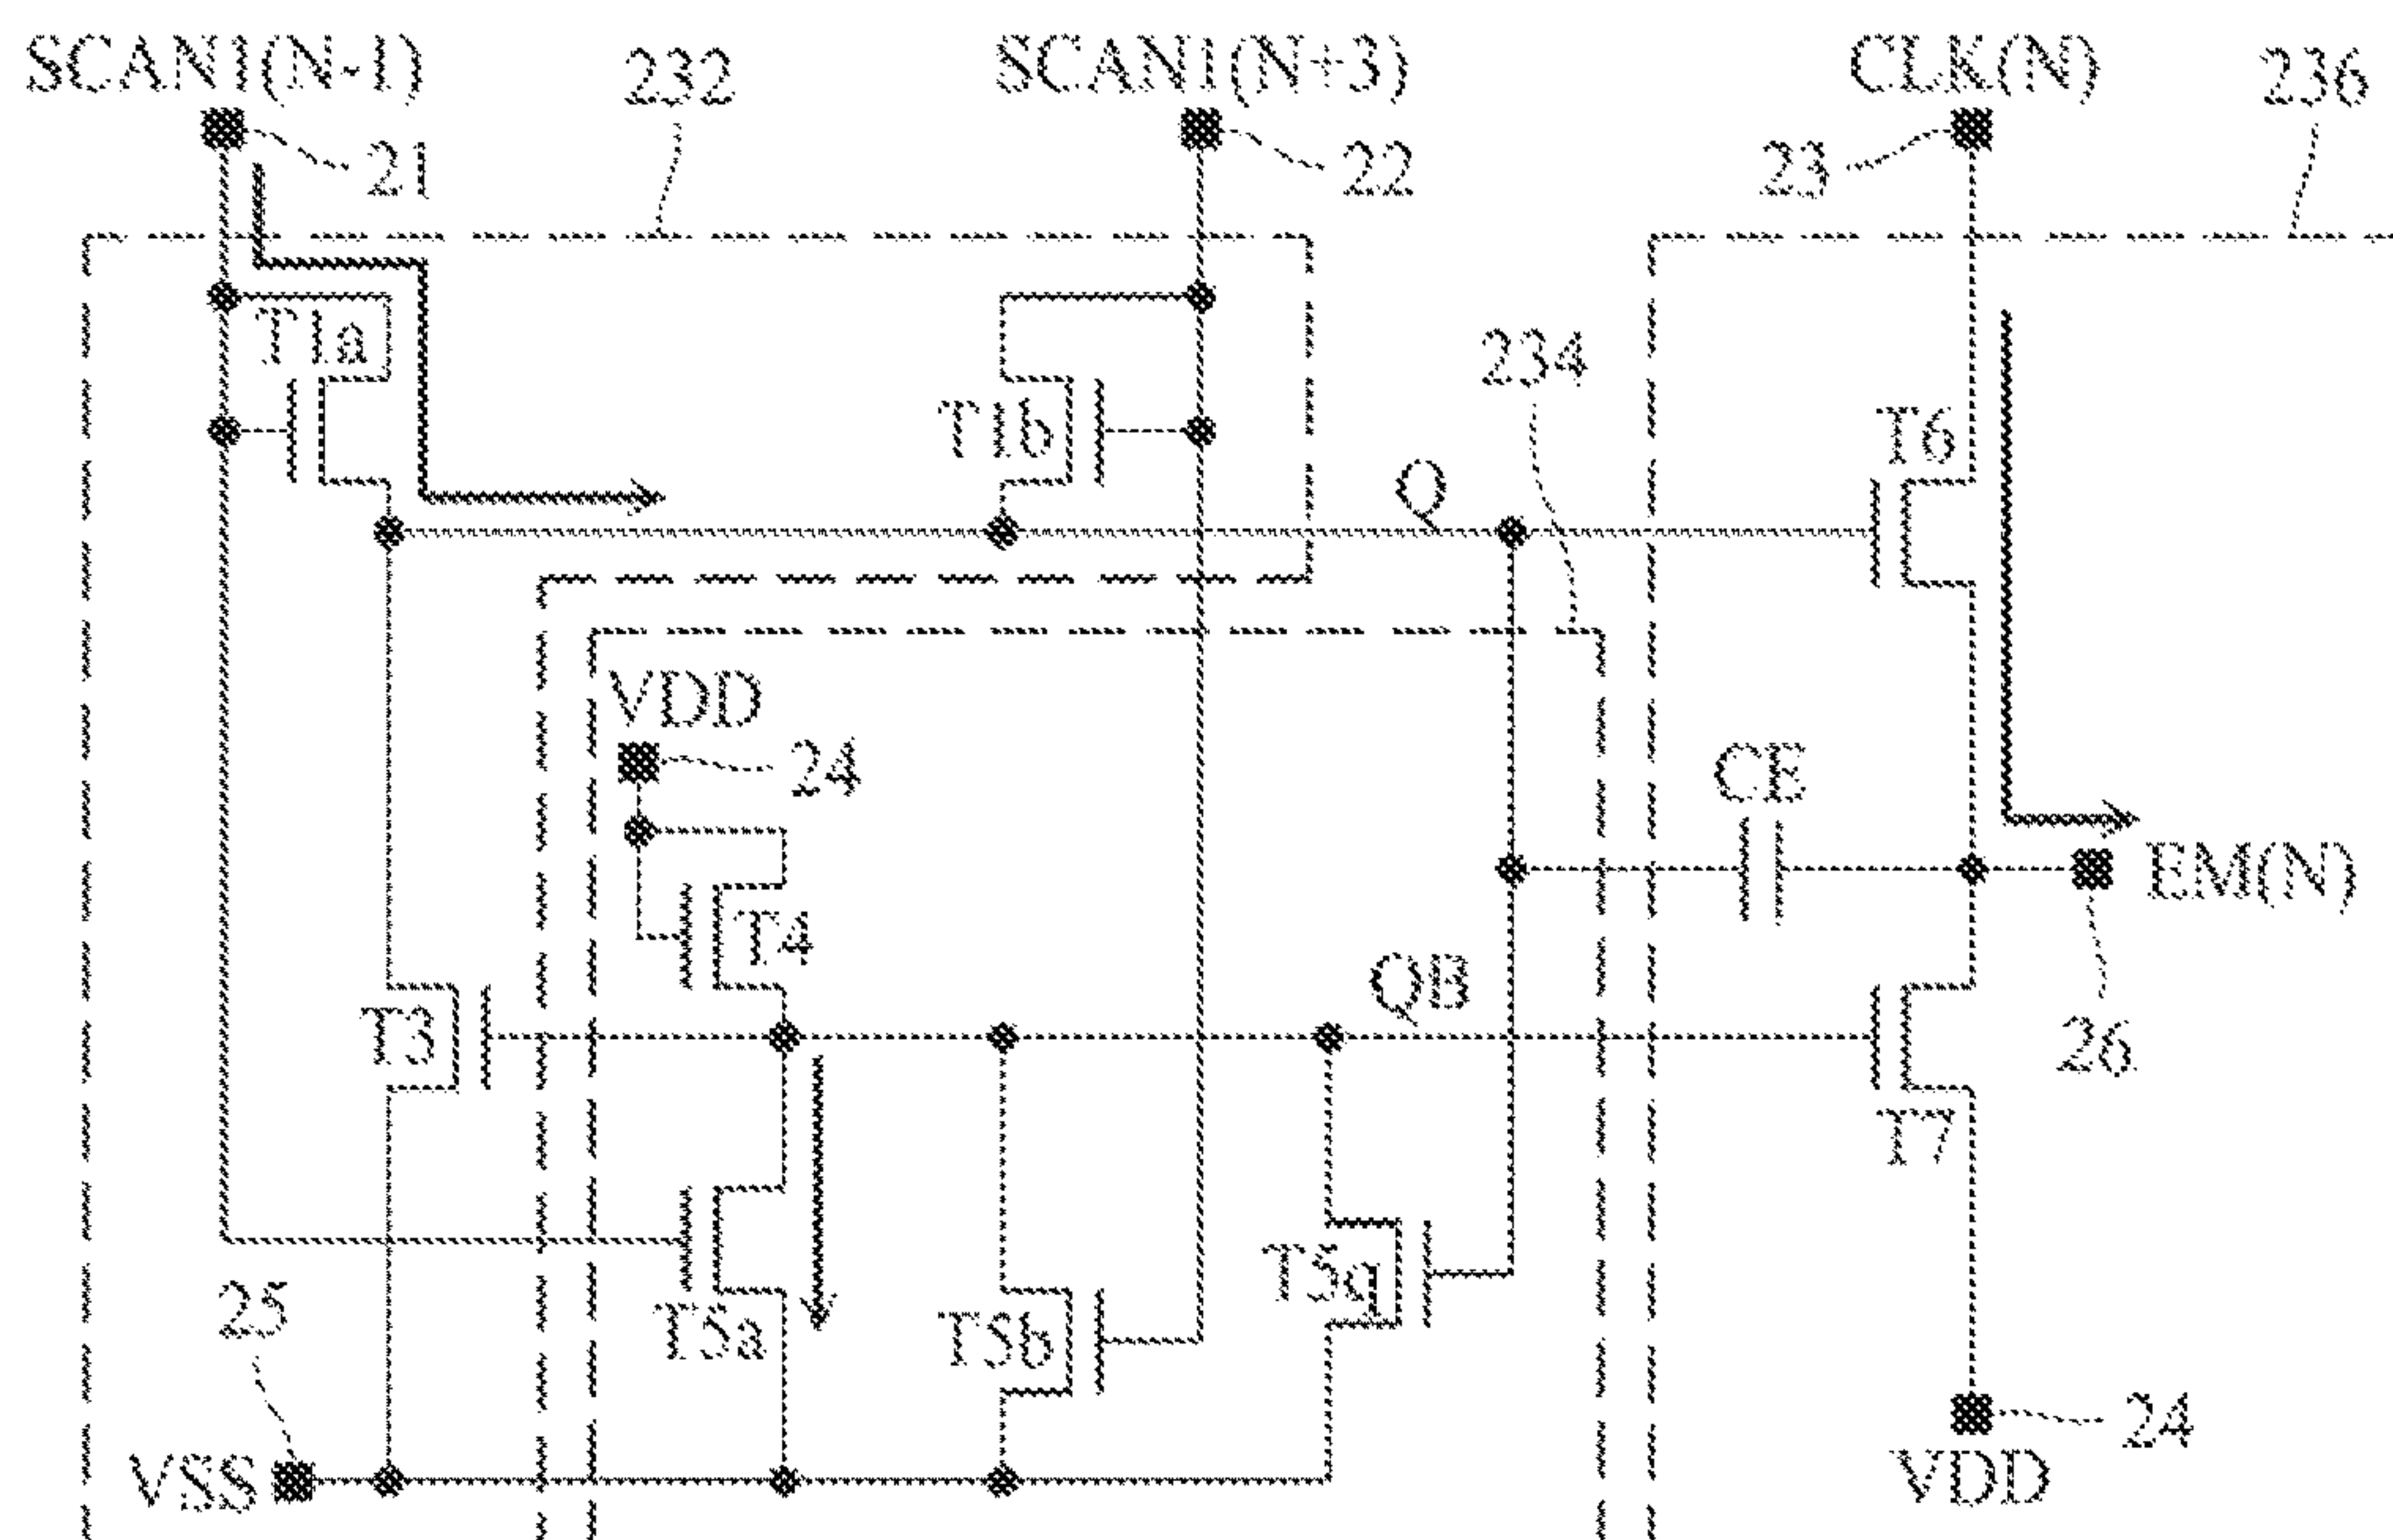 SCAN1(N-1)
232
SCAN1(N+3)
CLK(N)
236
21
22
23
T1a
234
T1b
T6
Q
VDD
24
CE
EM(N)
T4
QB
T3
26
T7
T5q
25
T5a
T5b
24
VSS
VDD